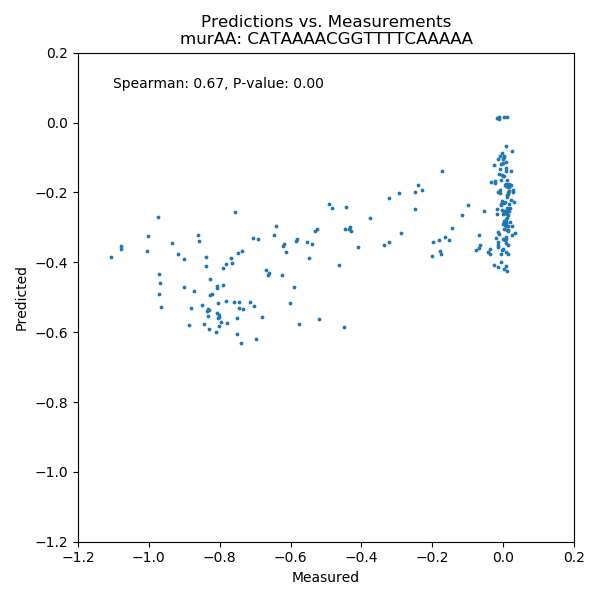 Predictions vs. Measurements
murAA: CATAAAACGGTTTTCAAAAA
Spearman: 0.67, P-value: 0.00
0.2
0.0
−0.2
−0.4
−0.6
−0.8
−1.0
−1.2
Predicted
−1.2 −1.0 −0.8 −0.6 −0.4 −0.2 0.0 0.2
Measured